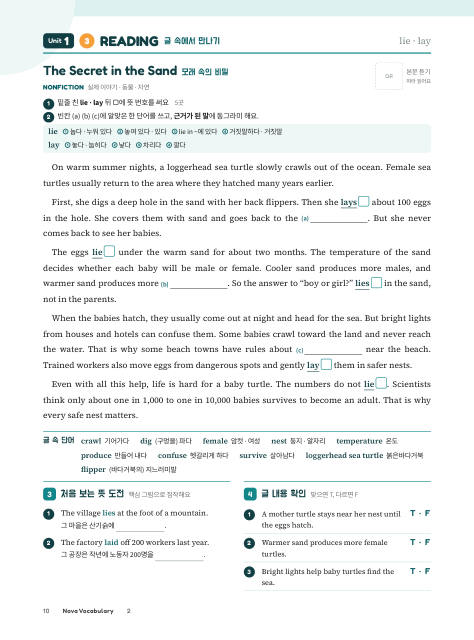 Unit 1 3 READING 글 속에서 만나기 lie · lay
The Secret in the Sand 모래 속의 비밀
NONFICTION 실제 이야기 · 동물 · 자연
QR 본문 듣기
따라 읽어요
1 밑줄 친 lie · lay 뒤 □에 뜻 번호를 써요 5곳
2 빈칸 (a) (b) (c)에 알맞은 한 단어를 쓰고, 근거가 된 말에 동그라미 해요.
lie ① 눕다 · 누워 있다 ② 놓여 있다 · 있다 ③ lie in ~에 있다 ④ 거짓말하다 · 거짓말
lay ① 놓다 · 눕히다 ② 낳다 ③ 차리다 ④ 깔다
On warm summer nights, a loggerhead sea turtle slowly crawls out of the ocean. Female sea
turtles usually return to the area where they hatched many years earlier.
First, she digs a deep hole in the sand with her back flippers. Then she lays □ about 100 eggs
in the hole. She covers them with sand and goes back to the (a) ____________. But she never
comes back to see her babies.
The eggs lie □ under the warm sand for about two months. The temperature of the sand
decides whether each baby will be male or female. Cooler sand produces more males, and
warmer sand produces more (b) ____________. So the answer to “boy or girl?” lies □ in the sand,
not in the parents.
When the babies hatch, they usually come out at night and head for the sea. But bright lights
from houses and hotels can confuse them. Some babies crawl toward the land and never reach
the water. That is why some beach towns have rules about (c) ____________ near the beach.
Trained workers also move eggs from dangerous spots and gently lay □ them in safer nests.
Even with all this help, life is hard for a baby turtle. The numbers do not lie □. Scientists
think only about one in 1,000 to one in 10,000 babies survives to become an adult. That is why
every safe nest matters.
글 속 단어 crawl 기어가다 dig (구멍을) 파다 female 암컷 · 여성 nest 둥지 · 알자리 temperature 온도
produce 만들어 내다 confuse 헷갈리게 하다 survive 살아남다 loggerhead sea turtle 붉은바다거북
flipper (바다거북의) 지느러미발
3 처음 보는 뜻 도전 핵심 그림으로 짐작해요
1 The village lies at the foot of a mountain.
그 마을은 산기슭에 ____________.
2 The factory laid off 200 workers last year.
그 공장은 작년에 노동자 200명을 ____________.
4 글 내용 확인 맞으면 T, 다르면 F
1 A mother turtle stays near her nest until T · F
the eggs hatch.
2 Warmer sand produces more female T · F
turtles.
3 Bright lights help baby turtles find the T · F
sea.
10 Nova Vocabulary 2